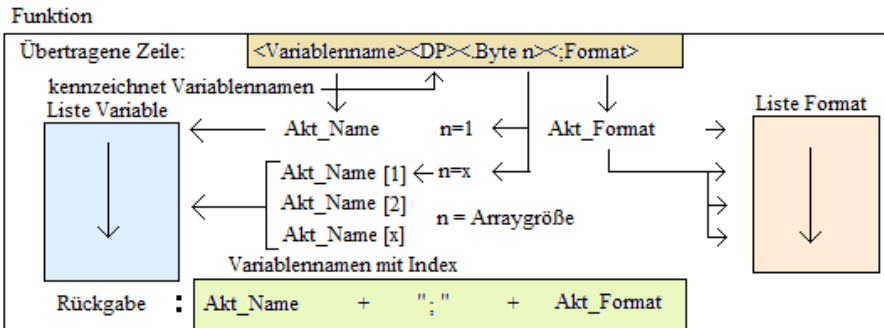 Funktion
Übertragene Zeile: <Variablenname><DP><.Byte n><;Format>
kennzeichnet Variablennamen
Liste Variable
Liste Format
Akt_Name n=1 Akt_Format
Akt_Name [1] n=x
Akt_Name [2]
n = Arraygröße
Akt_Name [x]
Variablennamen mit Index
Rückgabe : Akt_Name + ";" + Akt_Format